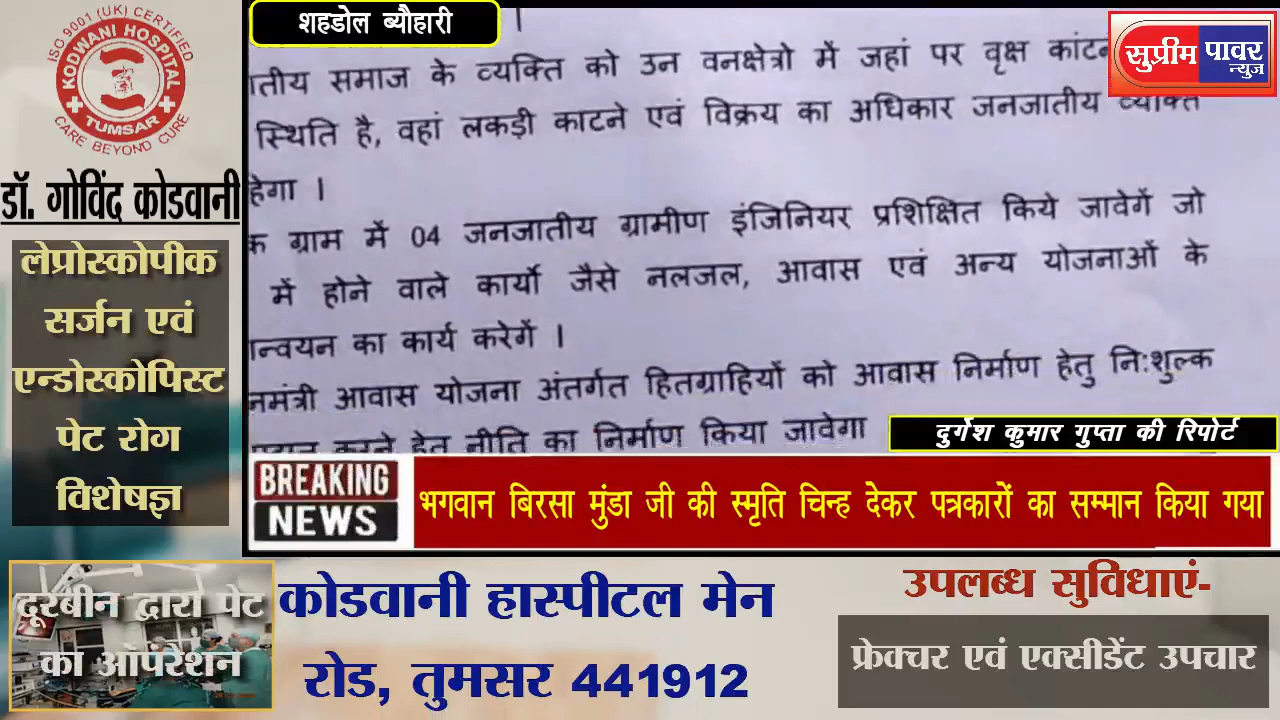 ISO 9001 (UK) CERTIFIED
KODWANI HOSPITAL
TUMSAR
CARE BEYOND CURE
डॉ. गोविंद कोडवानी
लेप्रोस्कोपीक
सर्जन एवं
एन्डोस्कोपिस्ट
पेट रोग
विशेषज्ञ
शहडोल ब्यौहारी
सुप्रीम पावर
न्युज
तीय समाज के व्यक्ति को उन वनक्षेत्रो में जहां पर वृक्ष
स्थिति है, वहां लकड़ी काटने एवं विक्रय का अधिकार जनजातीय व्यक्ति
हेगा ।
ग्राम में 04 जनजातीय ग्रामीण इंजिनियर प्रशिक्षित किये जावेगें जो
में होने वाले कार्यो जैसे नलजल, आवास एवं अन्य योजनाओं के
न्वयन का कार्य करेगें ।
नमंत्री आवास योजना अंतर्गत हितग्राहियों को आवास निर्माण हेतु नि:शुल्क
करने हेतु नीति का निर्माण किया जावेगा
दुर्गेश कुमार गुप्ता की रिपोर्ट
BREAKING
NEWS
भगवान बिरसा मुंडा जी की स्मृति चिन्ह देकर पत्रकारों का सम्मान किया गया
दूरबीन द्वारा पेट
का ऑपरेशन
कोडवानी हास्पीटल मेन
रोड, तुमसर 441912
उपलब्ध सुविधाएं-
फ्रेक्चर एवं एक्सीडेंट उपचार